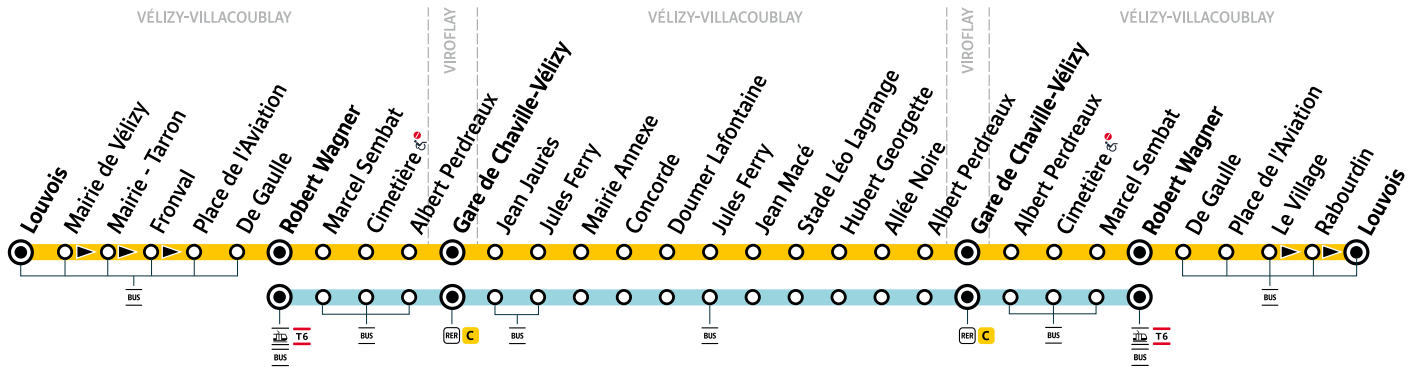 VÉLIZY-VILLACOUBLAY
VIROFLAY
VÉLIZY-VILLACOUBLAY
VIROFLAY
VÉLIZY-VILLACOUBLAY
Louvois
Mairie de Vélizy
Mairie - Tarron
Fronval
Place de l'Aviation
De Gaulle
Robert Wagner
Marcel Sembat
Cimetière
Albert Perdreaux
Gare de Chaville-Vélizy
Jean Jaurès
Jules Ferry
Mairie Annexe
Concorde
Doumer Lafontaine
Jules Ferry
Jean Macé
Stade Léo Lagrange
Hubert Georgette
Allée Noire
Albert Perdreaux
Gare de Chaville-Vélizy
Albert Perdreaux
Cimetière
Marcel Sembat
Robert Wagner
De Gaulle
Place de l'Aviation
Le Village
Rabourdin
Louvois
BUS
BUS
T6
BUS
BUS
RER C
BUS
BUS
RER C
BUS
T6
BUS